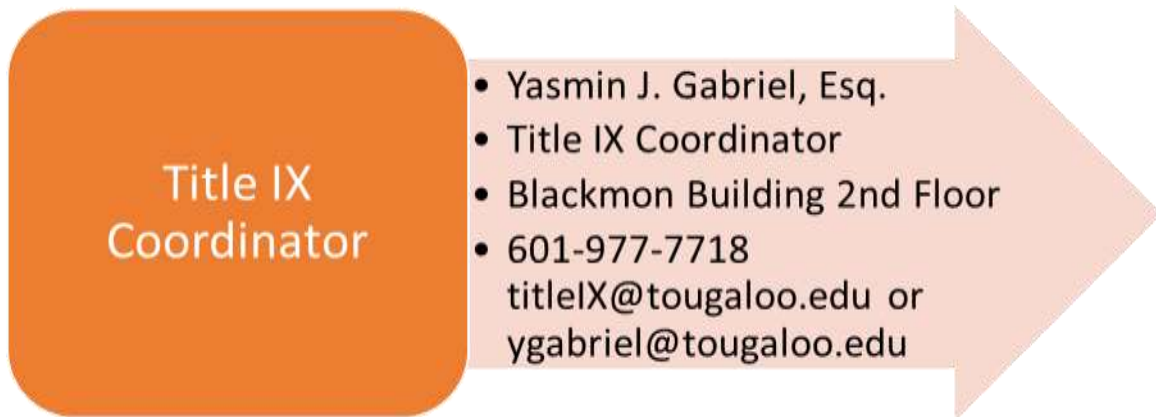 Title IX
Coordinator
• Yasmin J. Gabriel, Esq.
• Title IX Coordinator
• Blackmon Building 2nd Floor
• 601-977-7718
titleIX@tougaloo.edu or
ygabriel@tougaloo.edu